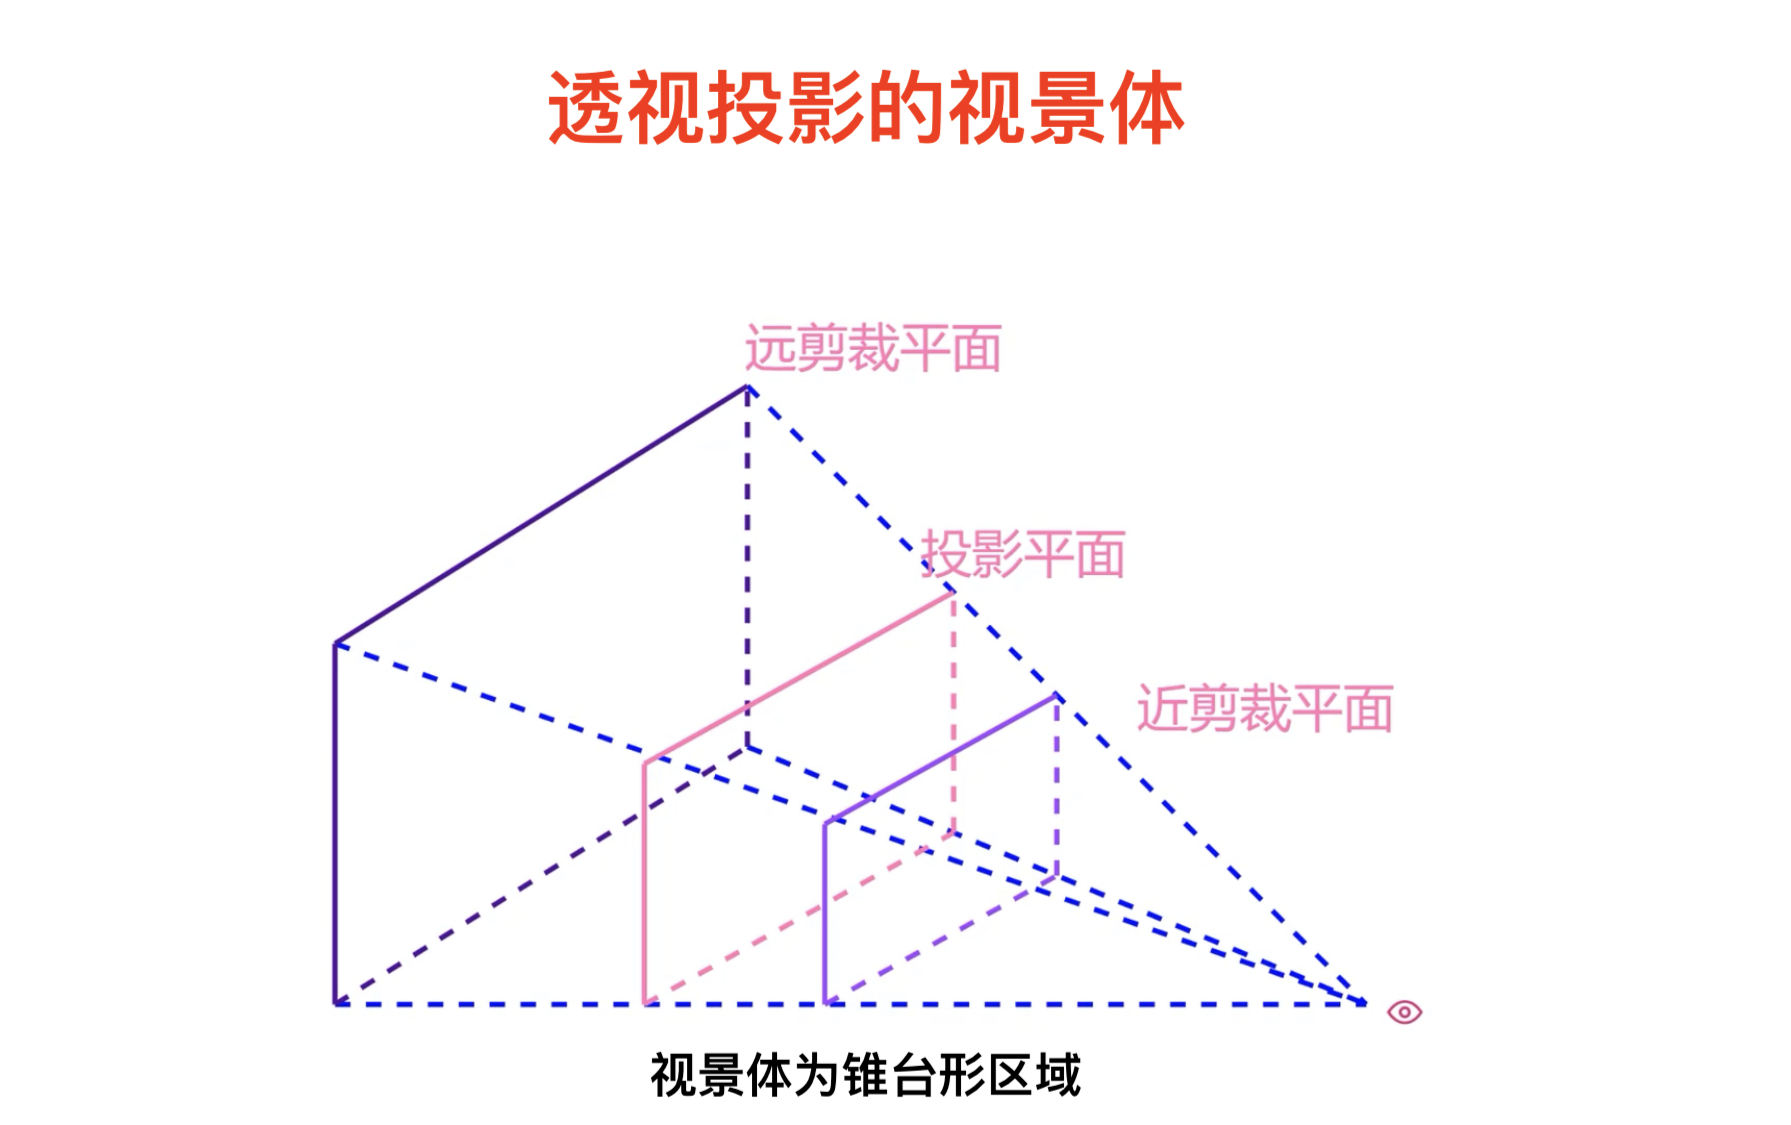 透视投影的视景体
远剪裁平面
投影平面
近剪裁平面
视景体为锥台形区域